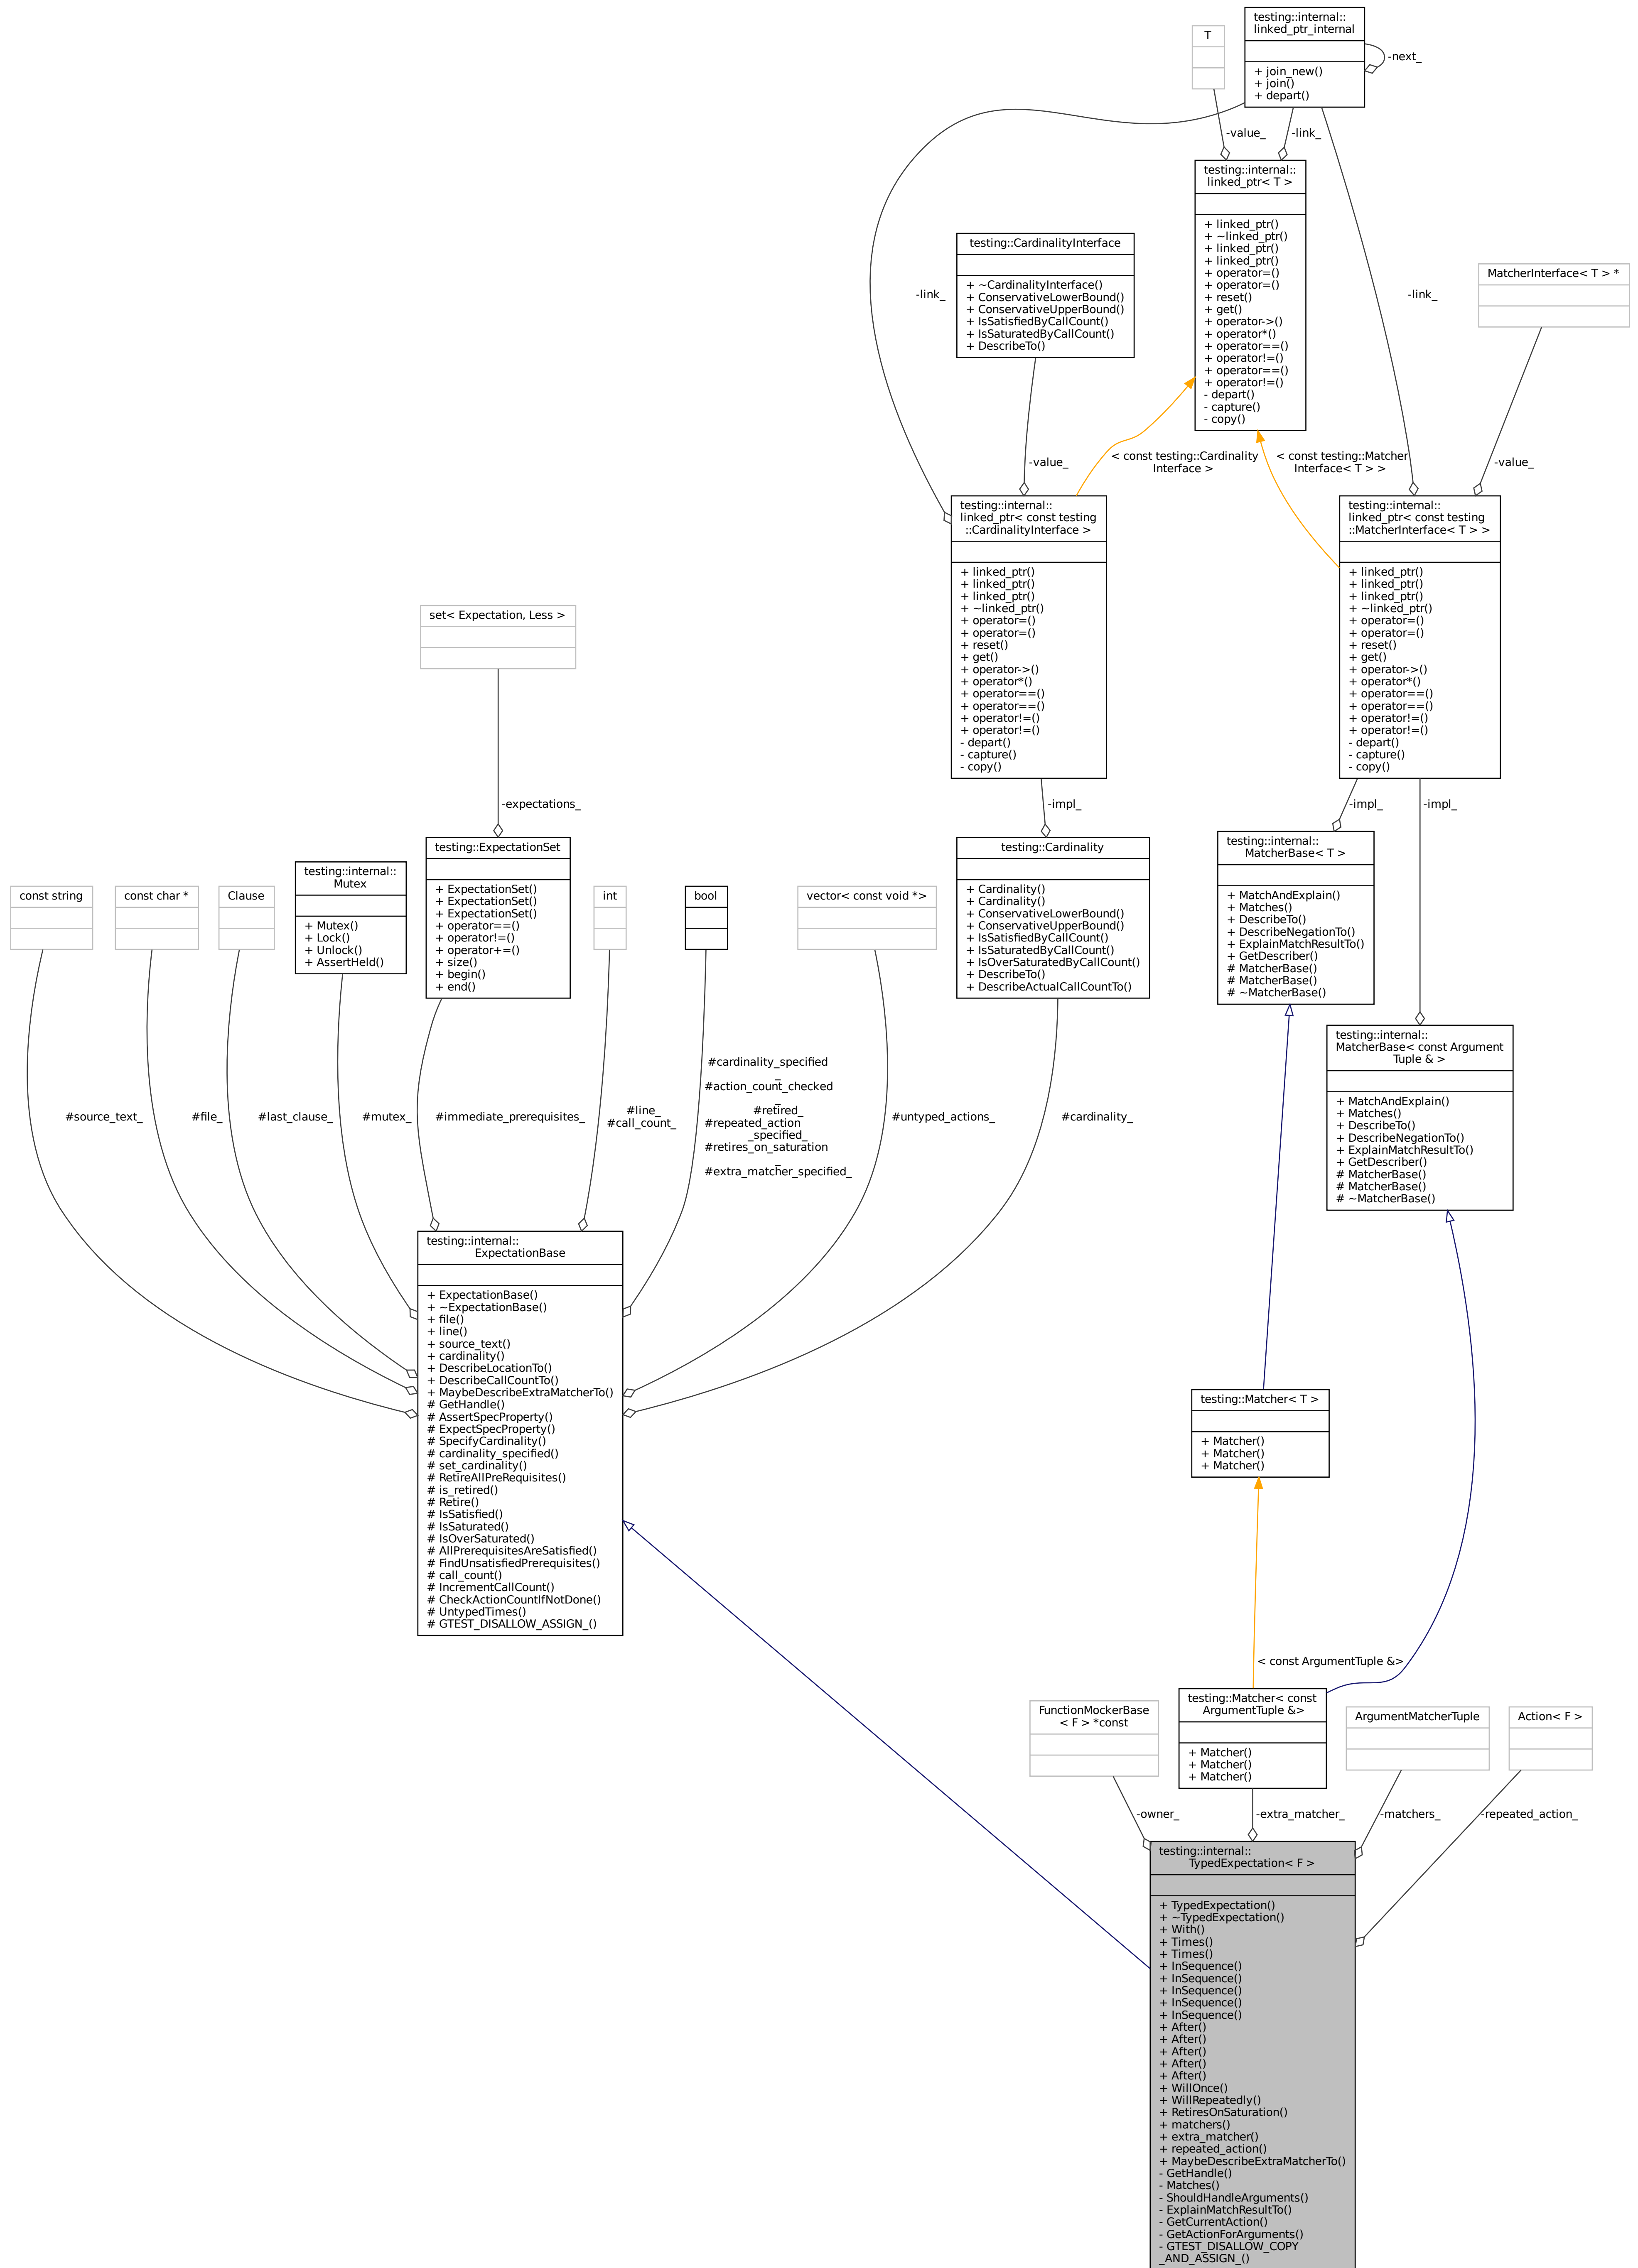 testing::internal::
linked_ptr_internal
+ join_new()
+ join()
+ depart()
-next_
T
-value_
-link_
testing::internal::
linked_ptr< T >
+ linked_ptr()
+ ~linked_ptr()
+ linked_ptr()
+ linked_ptr()
+ operator=()
+ operator=()
+ reset()
+ get()
+ operator->()
+ operator*()
+ operator==()
+ operator!=()
+ operator==()
+ operator!=()
- depart()
- capture()
- copy()
testing::CardinalityInterface
+ ~CardinalityInterface()
+ ConservativeLowerBound()
+ ConservativeUpperBound()
+ IsSatisfiedByCallCount()
+ IsSaturatedByCallCount()
+ DescribeTo()
-link_
-link_
MatcherInterface< T > *
-value_
< const testing::Cardinality
Interface >
< const testing::Matcher
Interface< T > >
-value_
testing::internal::
linked_ptr< const testing
::CardinalityInterface >
+ linked_ptr()
+ linked_ptr()
+ linked_ptr()
+ ~linked_ptr()
+ operator=()
+ operator=()
+ reset()
+ get()
+ operator->()
+ operator*()
+ operator==()
+ operator==()
+ operator!=()
+ operator!=()
- depart()
- capture()
- copy()
testing::internal::
linked_ptr< const testing
::MatcherInterface< T > >
+ linked_ptr()
+ linked_ptr()
+ linked_ptr()
+ ~linked_ptr()
+ operator=()
+ operator=()
+ reset()
+ get()
+ operator->()
+ operator*()
+ operator==()
+ operator==()
+ operator!=()
+ operator!=()
- depart()
- capture()
- copy()
set< Expectation, Less >
-expectations_
-impl_
-impl_
-impl_
const string
const char *
Clause
testing::internal::
Mutex
+ Mutex()
+ Lock()
+ Unlock()
+ AssertHeld()
testing::ExpectationSet
+ ExpectationSet()
+ ExpectationSet()
+ ExpectationSet()
+ operator==()
+ operator!=()
+ operator+=()
+ size()
+ begin()
+ end()
int
bool
vector< const void *>
testing::Cardinality
+ Cardinality()
+ Cardinality()
+ ConservativeLowerBound()
+ ConservativeUpperBound()
+ IsSatisfiedByCallCount()
+ IsSaturatedByCallCount()
+ IsOverSaturatedByCallCount()
+ DescribeTo()
+ DescribeActualCallCountTo()
testing::internal::
MatcherBase< T >
+ MatchAndExplain()
+ Matches()
+ DescribeTo()
+ DescribeNegationTo()
+ ExplainMatchResultTo()
+ GetDescriber()
# MatcherBase()
# MatcherBase()
# ~MatcherBase()
testing::internal::
MatcherBase< const Argument
Tuple & >
+ MatchAndExplain()
+ Matches()
+ DescribeTo()
+ DescribeNegationTo()
+ ExplainMatchResultTo()
+ GetDescriber()
# MatcherBase()
# MatcherBase()
# ~MatcherBase()
#source_text_
#file_
#last_clause_
#mutex_
#immediate_prerequisites_
#line_
#call_count_
#cardinality_specified
_
#action_count_checked
_
#retired_
#repeated_action
_specified_
#retires_on_saturation
_
#extra_matcher_specified_
#untyped_actions_
#cardinality_
testing::internal::
ExpectationBase
+ ExpectationBase()
+ ~ExpectationBase()
+ file()
+ line()
+ source_text()
+ cardinality()
+ DescribeLocationTo()
+ DescribeCallCountTo()
+ MaybeDescribeExtraMatcherTo()
# GetHandle()
# AssertSpecProperty()
# ExpectSpecProperty()
# SpecifyCardinality()
# cardinality_specified()
# set_cardinality()
# RetireAllPreRequisites()
# is_retired()
# Retire()
# IsSatisfied()
# IsSaturated()
# IsOverSaturated()
# AllPrerequisitesAreSatisfied()
# FindUnsatisfiedPrerequisites()
# call_count()
# IncrementCallCount()
# CheckActionCountIfNotDone()
# UntypedTimes()
# GTEST_DISALLOW_ASSIGN_()
testing::Matcher< T >
+ Matcher()
+ Matcher()
+ Matcher()
< const ArgumentTuple &>
FunctionMockerBase
< F > *const
testing::Matcher< const
ArgumentTuple &>
+ Matcher()
+ Matcher()
+ Matcher()
ArgumentMatcherTuple
Action< F >
-owner_
-extra_matcher_
-matchers_
-repeated_action_
testing::internal::
TypedExpectation< F >
+ TypedExpectation()
+ ~TypedExpectation()
+ With()
+ Times()
+ Times()
+ InSequence()
+ InSequence()
+ InSequence()
+ InSequence()
+ InSequence()
+ After()
+ After()
+ After()
+ After()
+ After()
+ WillOnce()
+ WillRepeatedly()
+ RetiresOnSaturation()
+ matchers()
+ extra_matcher()
+ repeated_action()
+ MaybeDescribeExtraMatcherTo()
- GetHandle()
- Matches()
- ShouldHandleArguments()
- ExplainMatchResultTo()
- GetCurrentAction()
- GetActionForArguments()
- GTEST_DISALLOW_COPY
_AND_ASSIGN_()